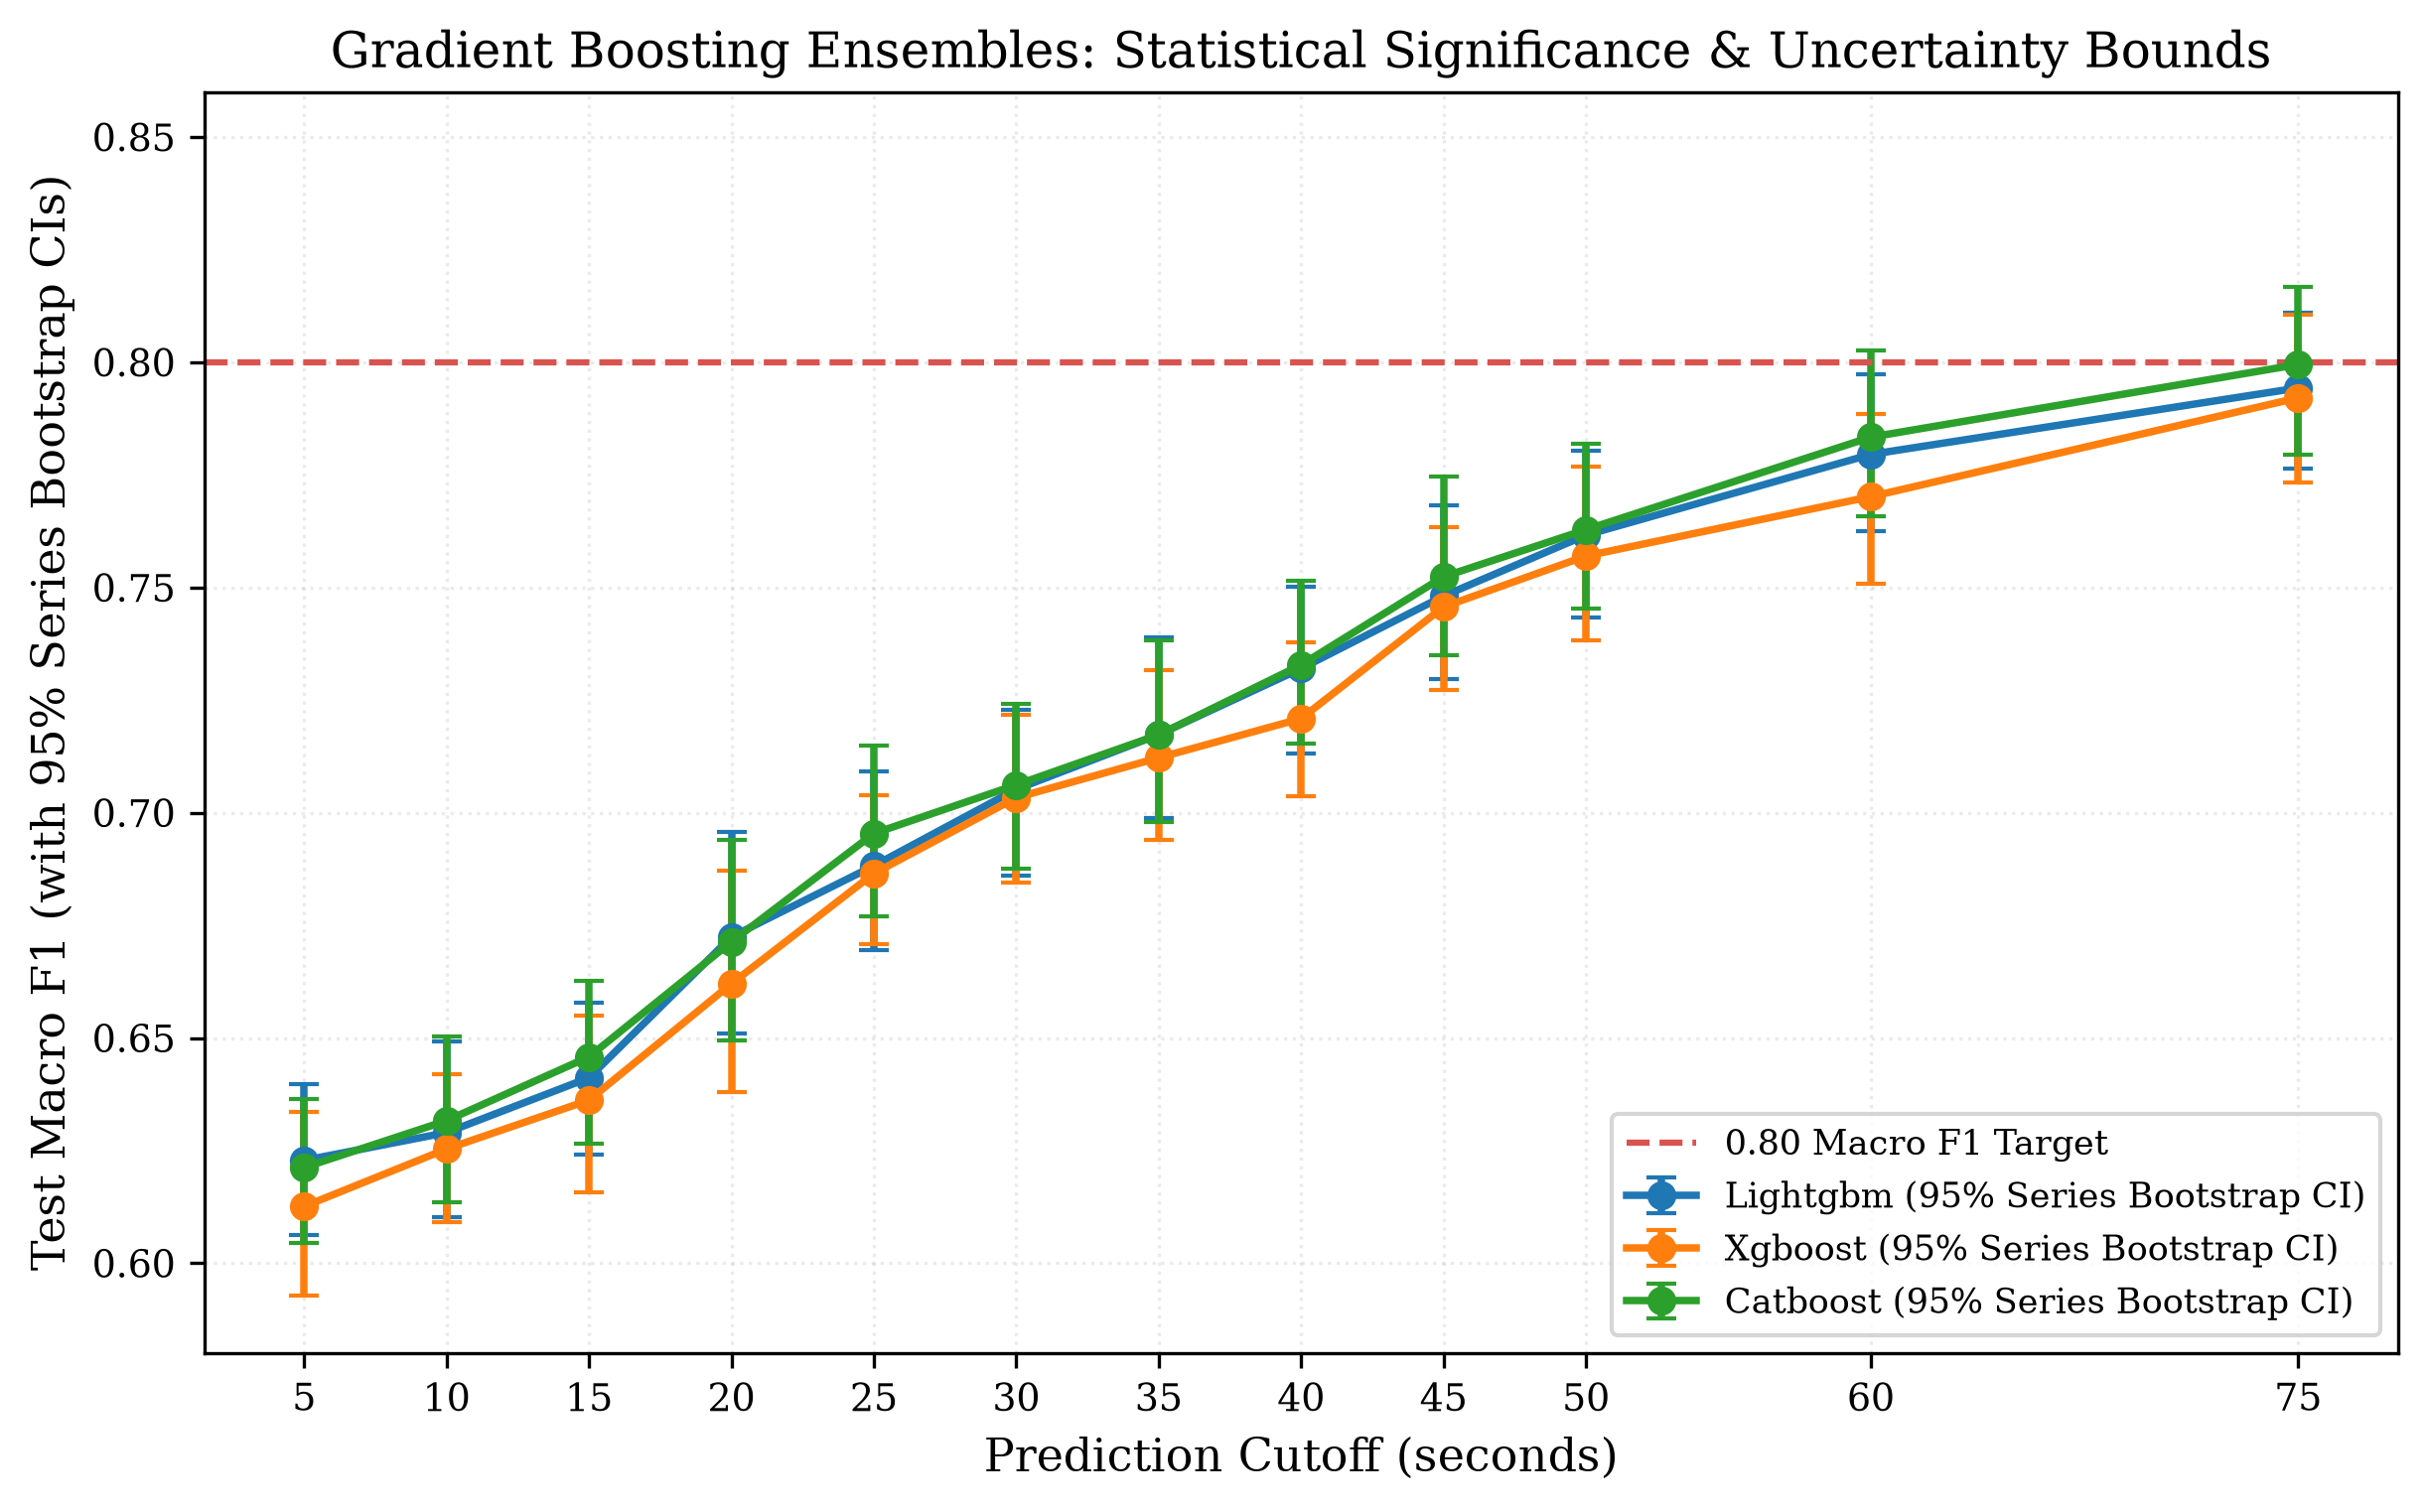 Gradient Boosting Ensembles: Statistical Significance & Uncertainty Bounds
Test Macro F1 (with 95% Series Bootstrap CIs)
0.85
0.80
0.75
0.70
0.65
0.60
0.80 Macro F1 Target
Lightgbm (95% Series Bootstrap CI)
Xgboost (95% Series Bootstrap CI)
Catboost (95% Series Bootstrap CI)
5 10 15 20 25 30 35 40 45 50 60 75
Prediction Cutoff (seconds)